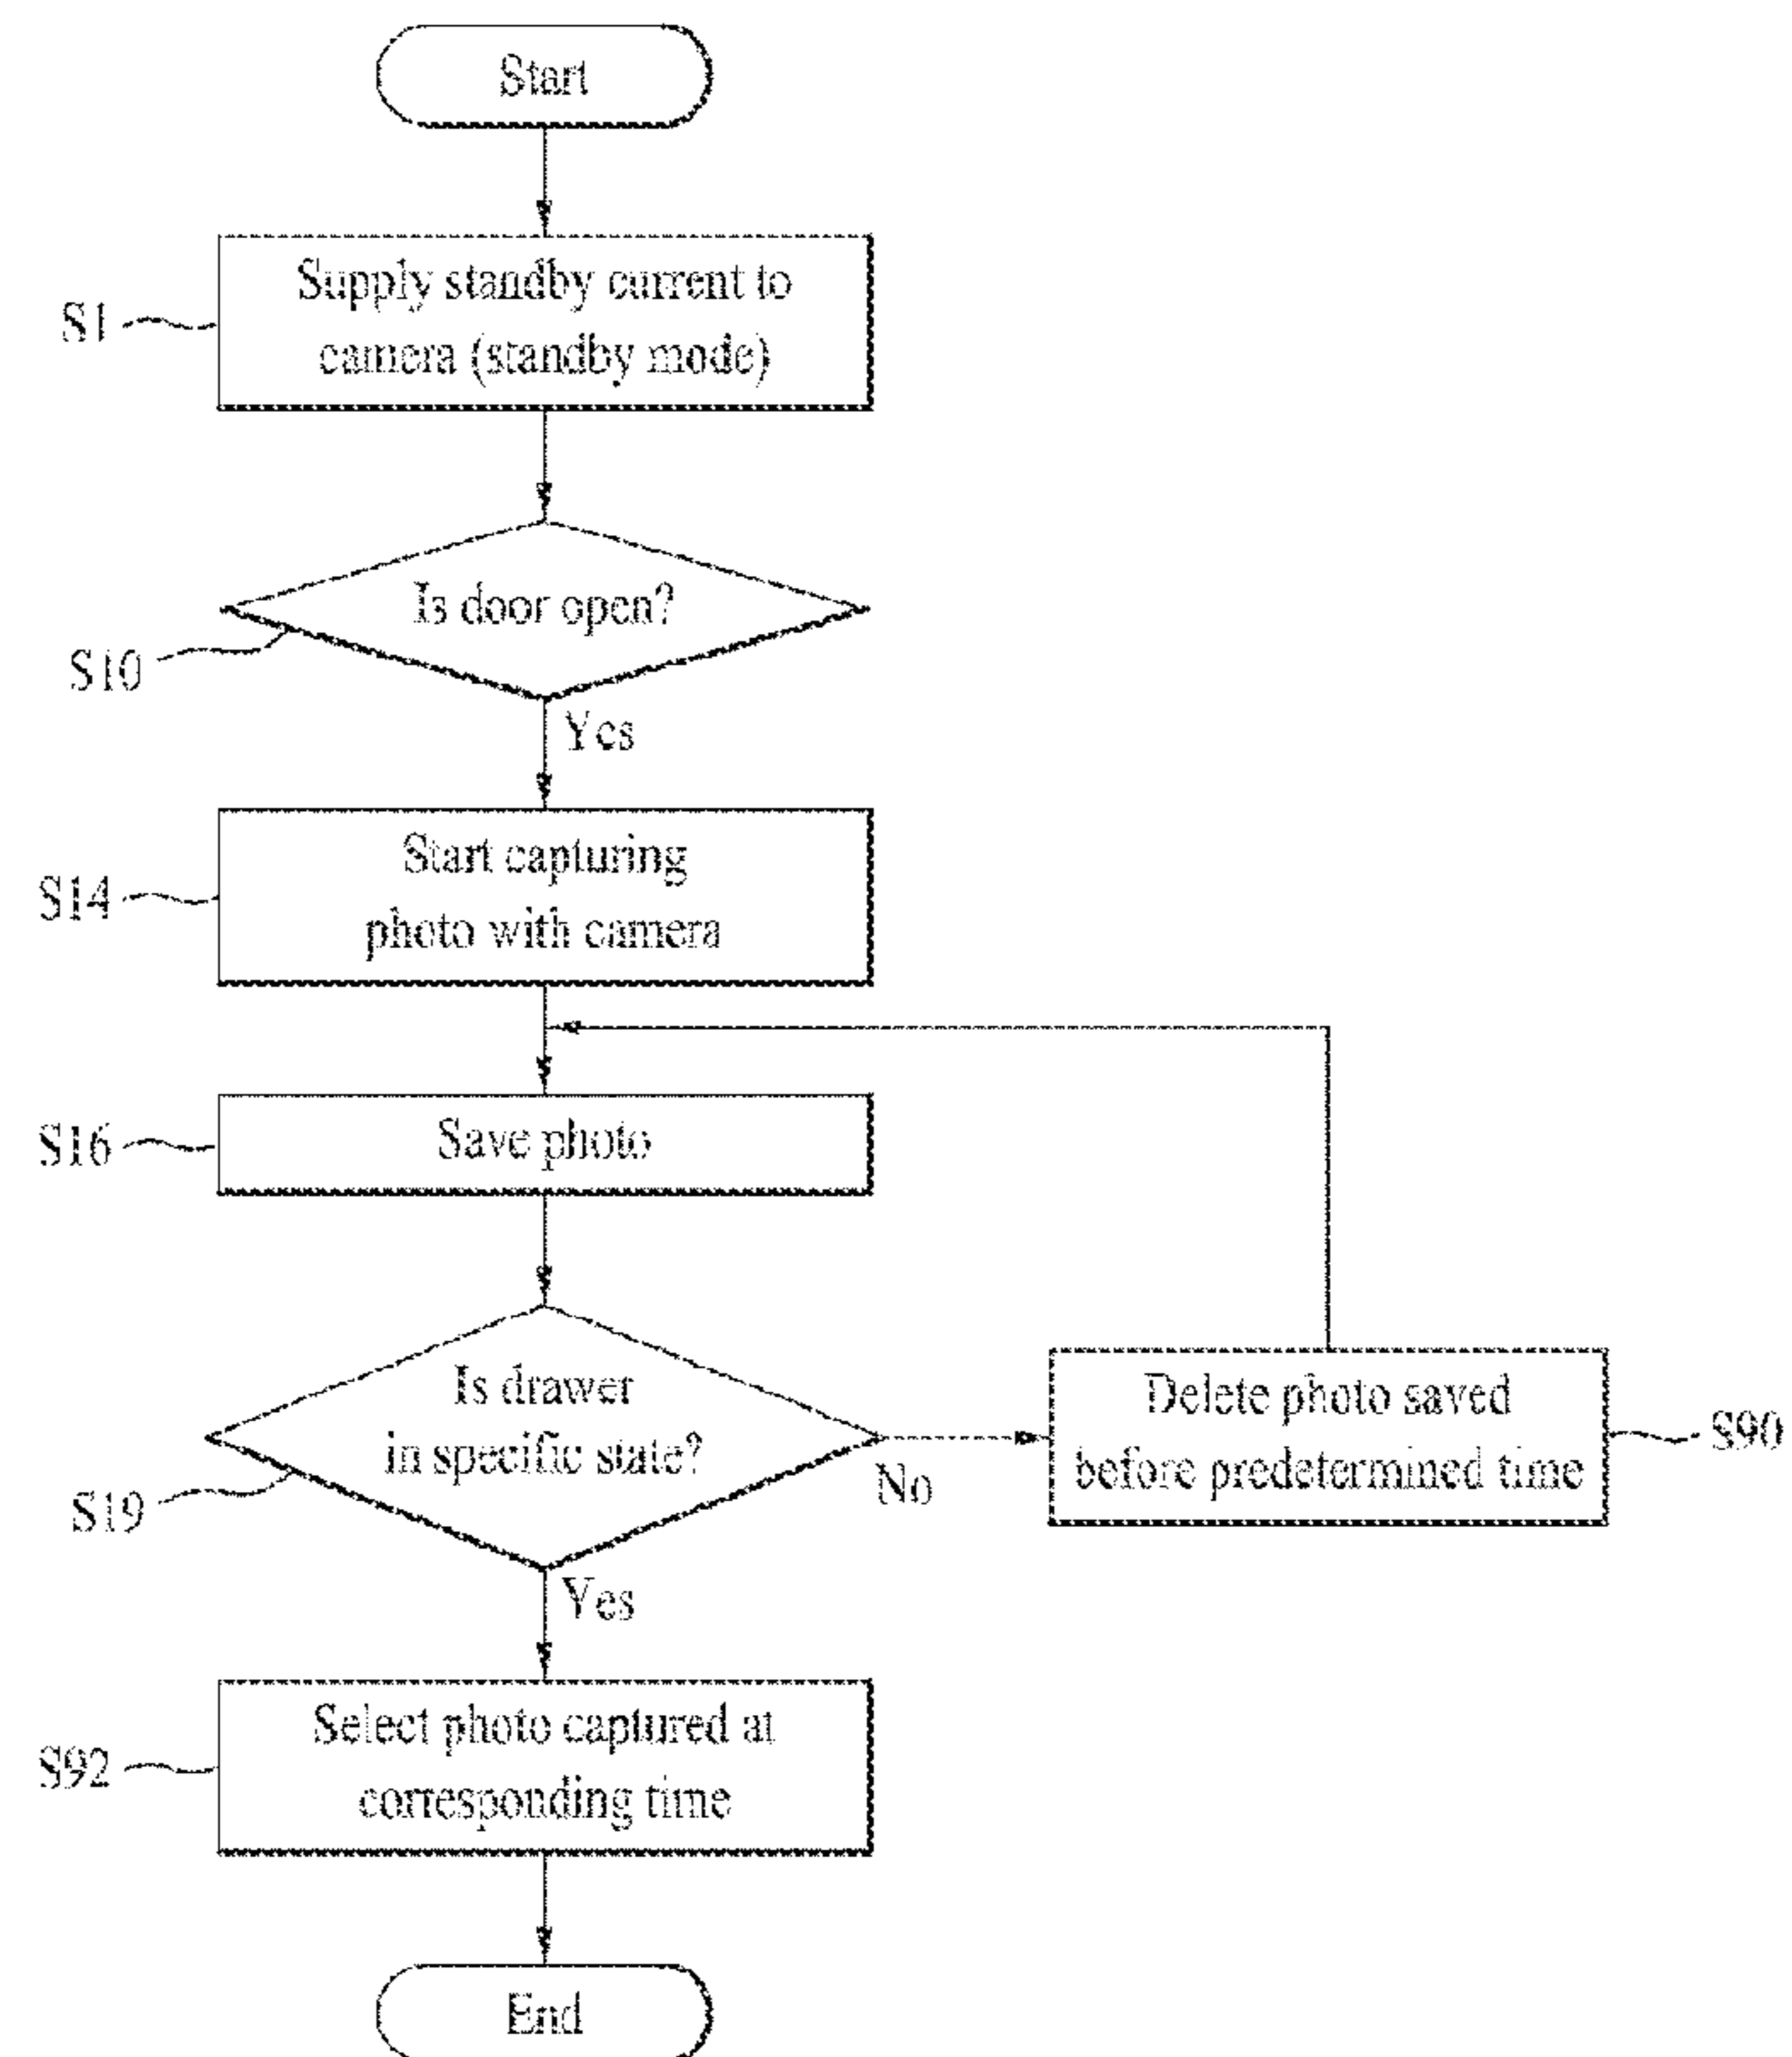 Start
S1
Supply standby current to
camera (standby mode)
Is door open?
S10
Yes
S14
Start capturing
photo with camera
S16
Save photo
Is drawer
in specific state?
S19
No
Delete photo saved
before predetermined time
S90
Yes
S92
Select photo captured at
corresponding time
End